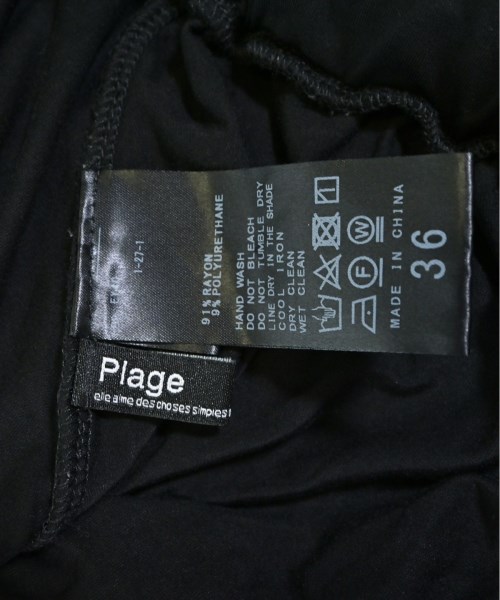 1-27-1
91% RAYON
9% POLYURETHANE
HAND WASH
DO NOT BLEACH
DO NOT TUMBLE DRY
LINE DRY IN THE SHADE
COOL IRON
DRY CLEAN
WET CLEAN
F
W
MADE IN CHINA
36
Plage
elle aime des choses simples!